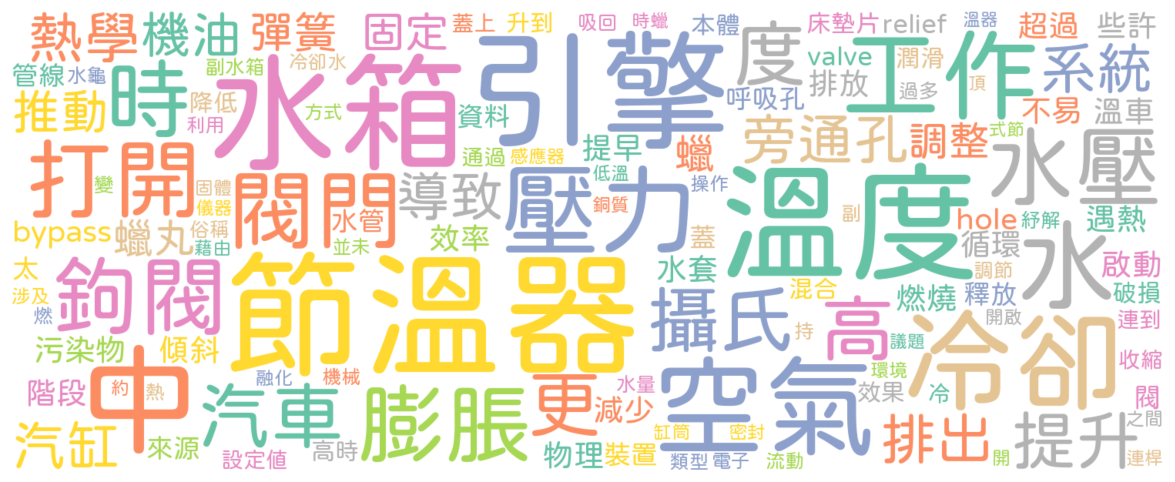 熱學 機油 彈簧 固定 蓋上 升到 吸回 時蠟 本體 床墊片 relief 溫器 超過 些許
管線 水龜 副水箱 冷卻水 引擎 度 valve 潤滑 工作 系統
推動 時 降低 方式 水箱 資料 呼吸孔 排放 過多 頂 不易 溫車
利用 通過 感應器 提早 蠟 旁通孔 調整 式節 水壓
打開 變 固體 閥門 導致 低溫 操作 壓力 銅質 溫度 副 hole 紓解 遇熱
儀器 水管
bypass 蠟丸 俗稱 藉由 並未 效率 蓋 循環 水
太 鉤閥 節溫器 水套 混合 調節 啟動
涉及 攝氏 燃燒 釋放 破損
燃 持 高 開啟 連到
污染物 傾斜 議題 冷卻
中 約 熱 融化 機械 水量 空氣 環境 收縮
階段 汽車 膨脹 更 減少 效果 冷 閥
汽缸 來源 高時 缸筒 密封 排出 提升 之間
設定值 物理 裝置 類型 電子 流動 開 連桿